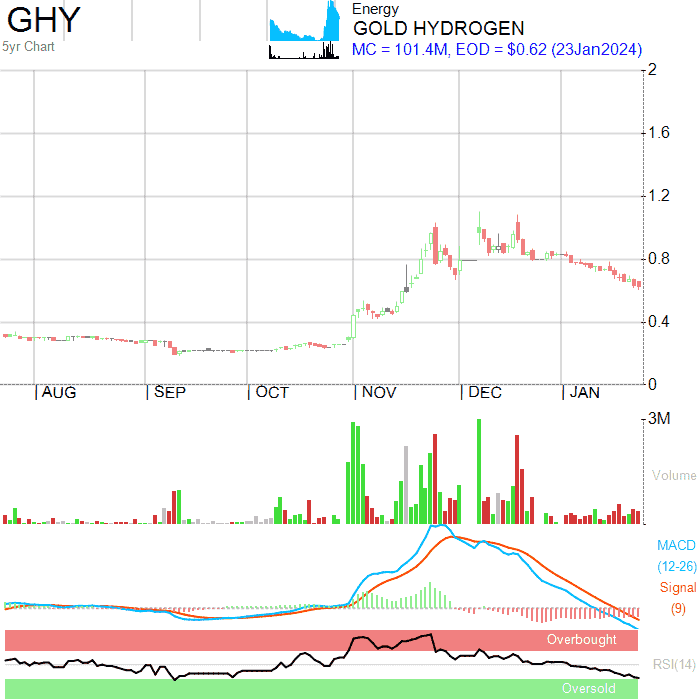 GHY
5yr Chart
Energy
GOLD HYDROGEN
MC = 101.4M, EOD = $0.62 (23Jan2024)
2
1.6
1.2
0.8
0.4
0
AUG SEP OCT NOV DEC JAN
3M
Volume
MACD
(12-26)
Signal
(9)
Overbought
RSI(14)
Oversold